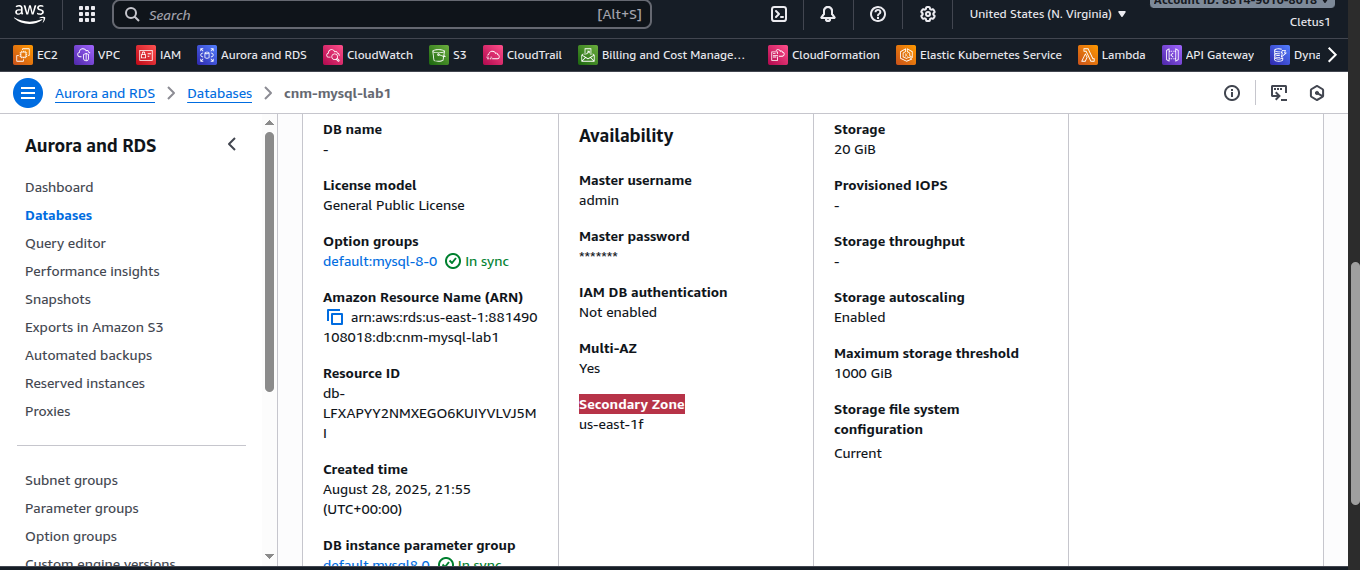 aws
Search
[Alt+S]
United States (N. Virginia)
Cletus1
EC2
VPC
IAM
Aurora and RDS
CloudWatch
S3
CloudTrail
Billing and Cost Manage...
CloudFormation
Elastic Kubernetes Service
Lambda
API Gateway
Dyna
Aurora and RDS
Databases
cnm-mysql-lab1
Aurora and RDS
Dashboard
Databases
Query editor
Performance insights
Snapshots
Exports in Amazon S3
Automated backups
Reserved instances
Proxies
Subnet groups
Parameter groups
Option groups
Custom engine versions
DB name
-
License model
General Public License
Option groups
default:mysql-8-0 In sync
Amazon Resource Name (ARN)
arn:aws:rds:us-east-1:881490
108018:db:cnm-mysql-lab1
Resource ID
db-
LFXAPYY2NMXEGO6KUIYVLVJ5M
I
Created time
August 28, 2025, 21:55
(UTC+00:00)
DB instance parameter group
default.mysql8.0 In sync
Availability
Master username
admin
Master password
*******
IAM DB authentication
Not enabled
Multi-AZ
Yes
Secondary Zone
us-east-1f
Storage
20 GiB
Provisioned IOPS
-
Storage throughput
-
Storage autoscaling
Enabled
Maximum storage threshold
1000 GiB
Storage file system
configuration
Current